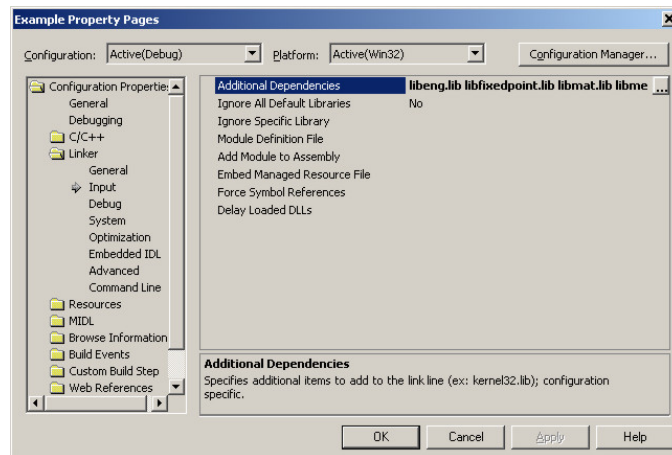 Example Property Pages
Configuration: Active(Debug) Platform: Active(Win32) Configuration Manager...
Configuration Propertie
General
Debugging
C/C++
Linker
General
Input
Debug
System
Optimization
Embedded IDL
Advanced
Command Line
Resources
MIDL
Browse Information
Build Events
Custom Build Step
Web References
Additional Dependencies libeng.lib libfixedpoint.lib libmat.lib libme ...
Ignore All Default Libraries No
Ignore Specific Library
Module Definition File
Add Module to Assembly
Embed Managed Resource File
Force Symbol References
Delay Loaded DLLs
Additional Dependencies
Specifies additional items to add to the link line (ex: kernel32.lib); configuration
specific.
OK Cancel Apply Help